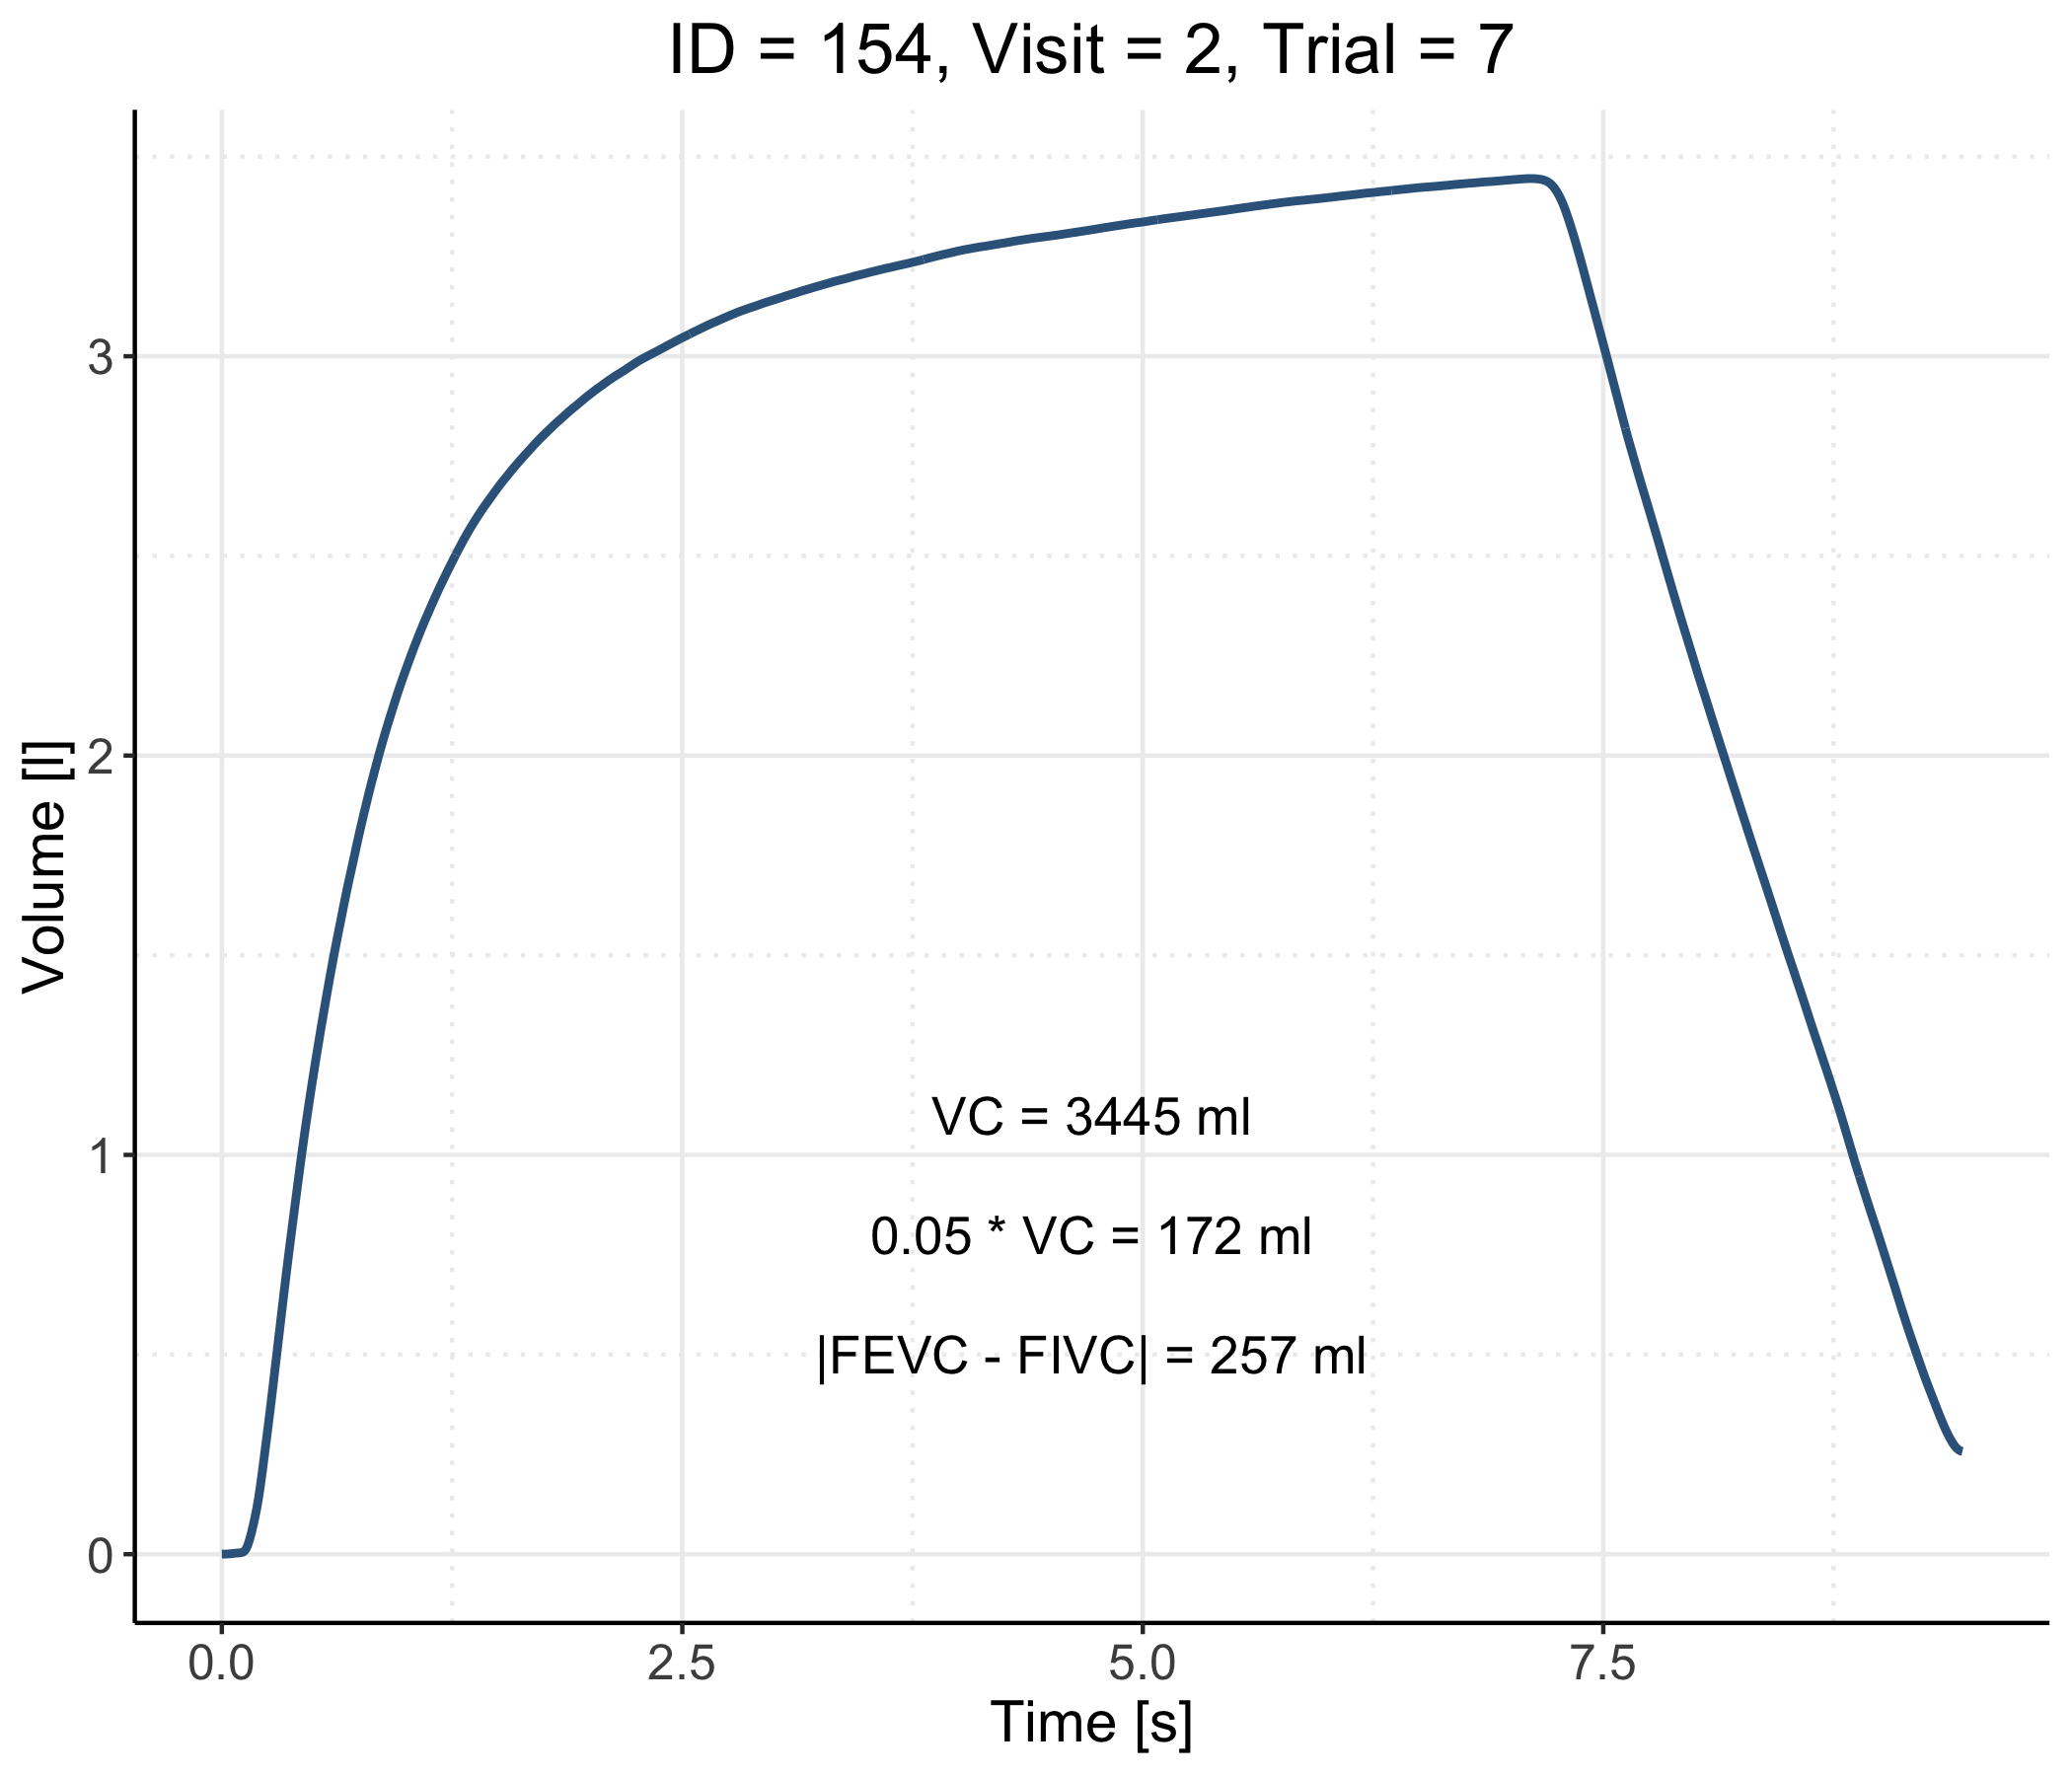 ID = 154, Visit = 2, Trial = 7
Volume [l]
3
2
1
0
VC = 3445 ml
0.05 * VC = 172 ml
|FEVC - FIVC| = 257 ml
0.0 2.5 5.0 7.5
Time [s]